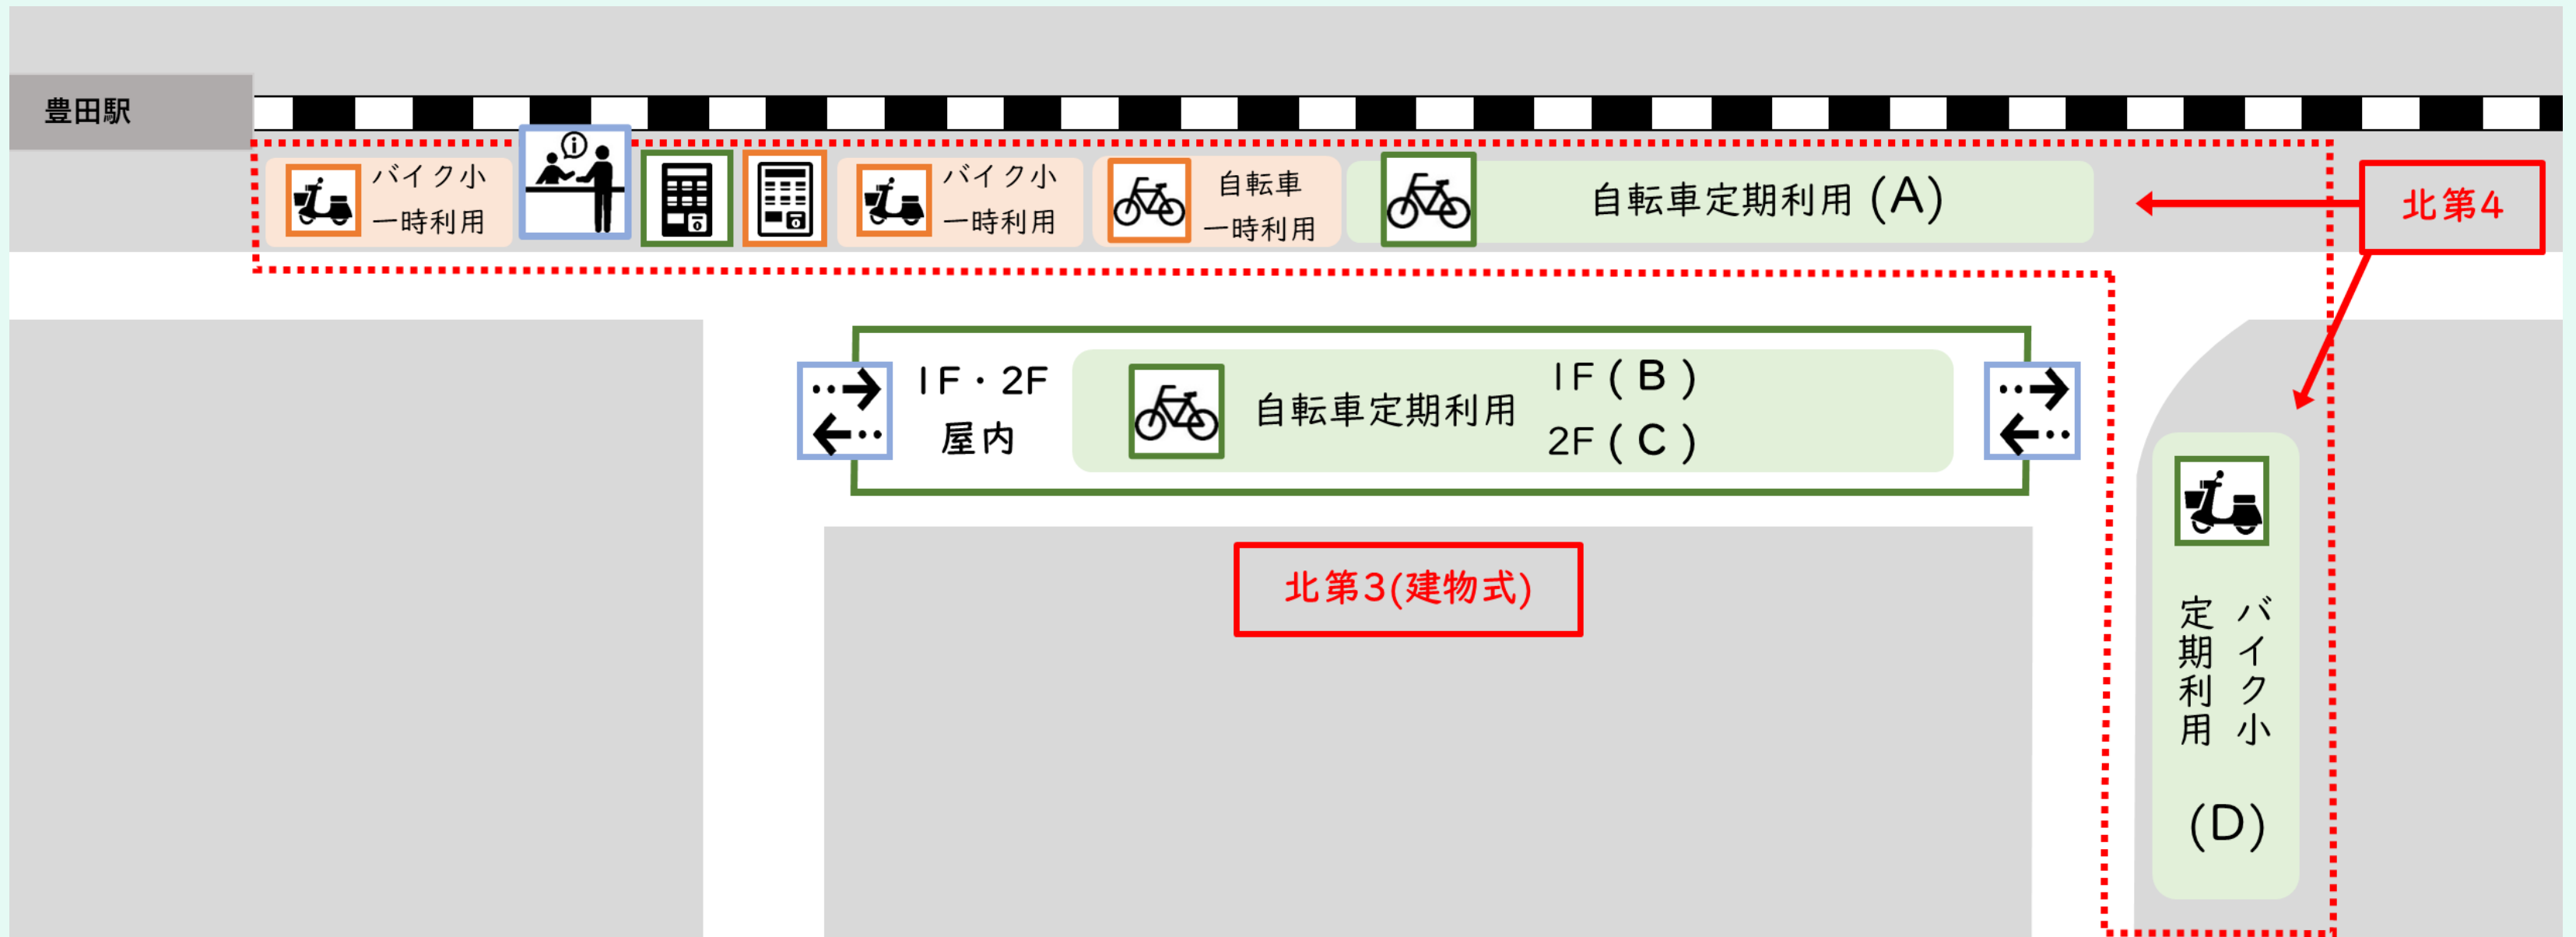 豊田駅
バイク小
一時利用
バイク小
一時利用
自転車
一時利用
自転車定期利用 (A)
北第4
1F・2F
屋内
自転車定期利用
1F ( B )
2F ( C )
北第3(建物式)
バイク小
定期利用
(D)